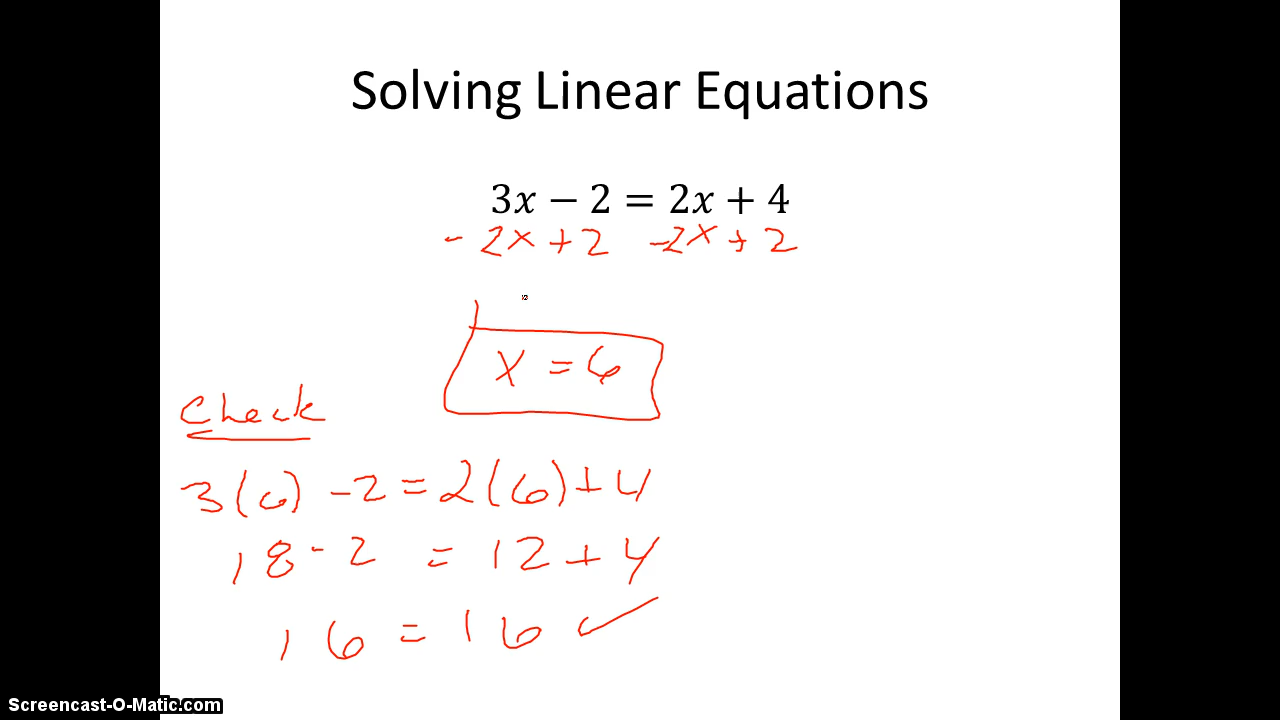 Solving Linear Equations
3x − 2 = 2x + 4
- 2x + 2 -2x + 2
x = 6
Check
3(6) - 2 = 2(6) + 4
18 - 2 = 12 + 4
16 = 16 ✓
Screencast-O-Matic.com